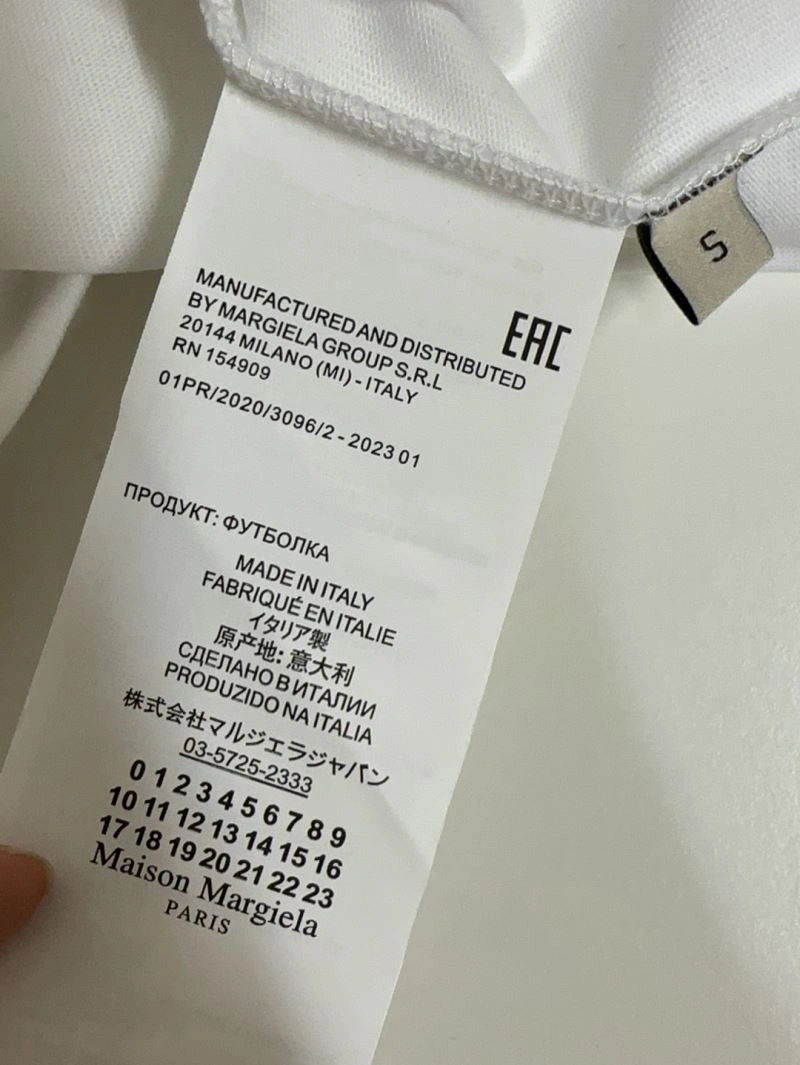 S
EAC
MANUFACTURED AND DISTRIBUTED
BY MARGIELA GROUP S.R.L
20144 MILANO (MI) - ITALY
RN 154909
01PR/2020/3096/2 - 2023 01
ПРОДУКТ: ФУТБОЛКА
MADE IN ITALY
FABRIQUÉ EN ITALIE
イタリア製
原产地: 意大利
СДЕЛАНО В ИТАЛИИ
PRODUZIDO NA ITALIA
株式会社マルジェラジャパン
03-5725-2333
0 1 2 3 4 5 6 7 8 9
10 11 12 13 14 15 16
17 18 19 20 21 22 23
Maison Margiela
PARIS